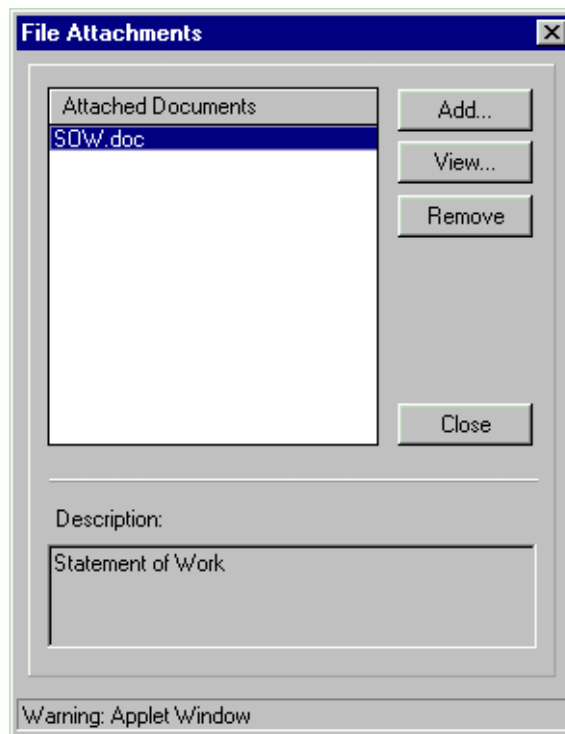 File Attachments
Attached Documents
SOW.doc
Add...
View...
Remove
Close
Description:
Statement of Work
Warning: Applet Window